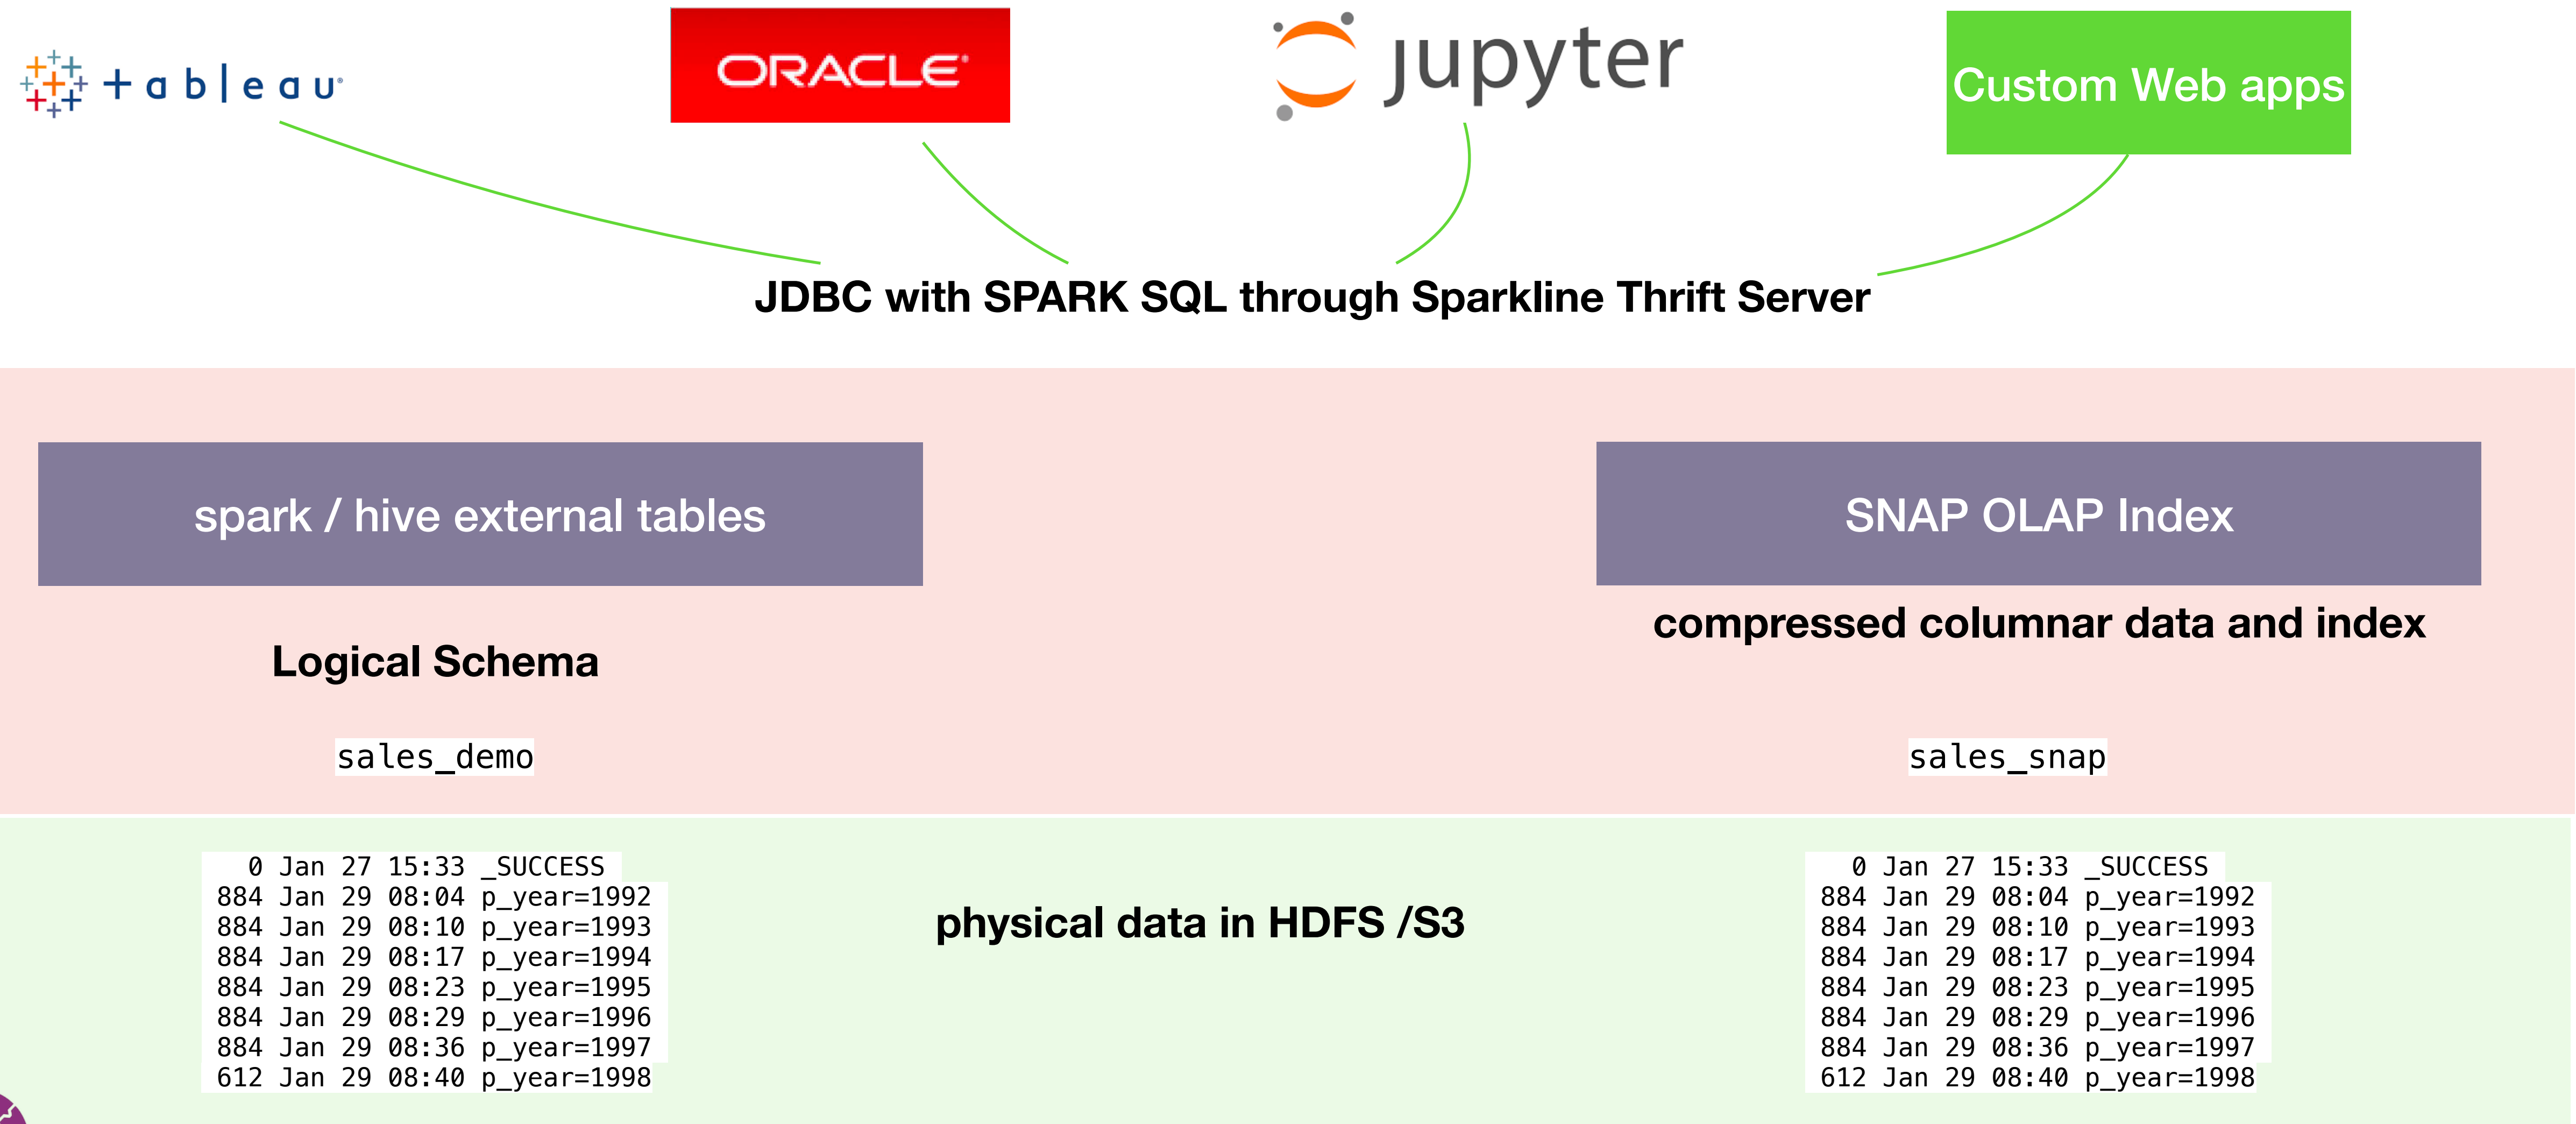 +ableau
ORACLE
jupyter
Custom Web apps
JDBC with SPARK SQL through Sparkline Thrift Server
spark / hive external tables
SNAP OLAP Index
compressed columnar data and index
Logical Schema
sales_demo
sales_snap
0 Jan 27 15:33 _SUCCESS
884 Jan 29 08:04 p_year=1992
884 Jan 29 08:10 p_year=1993
884 Jan 29 08:17 p_year=1994
884 Jan 29 08:23 p_year=1995
884 Jan 29 08:29 p_year=1996
884 Jan 29 08:36 p_year=1997
612 Jan 29 08:40 p_year=1998
physical data in HDFS /S3
0 Jan 27 15:33 _SUCCESS
884 Jan 29 08:04 p_year=1992
884 Jan 29 08:10 p_year=1993
884 Jan 29 08:17 p_year=1994
884 Jan 29 08:23 p_year=1995
884 Jan 29 08:29 p_year=1996
884 Jan 29 08:36 p_year=1997
612 Jan 29 08:40 p_year=1998